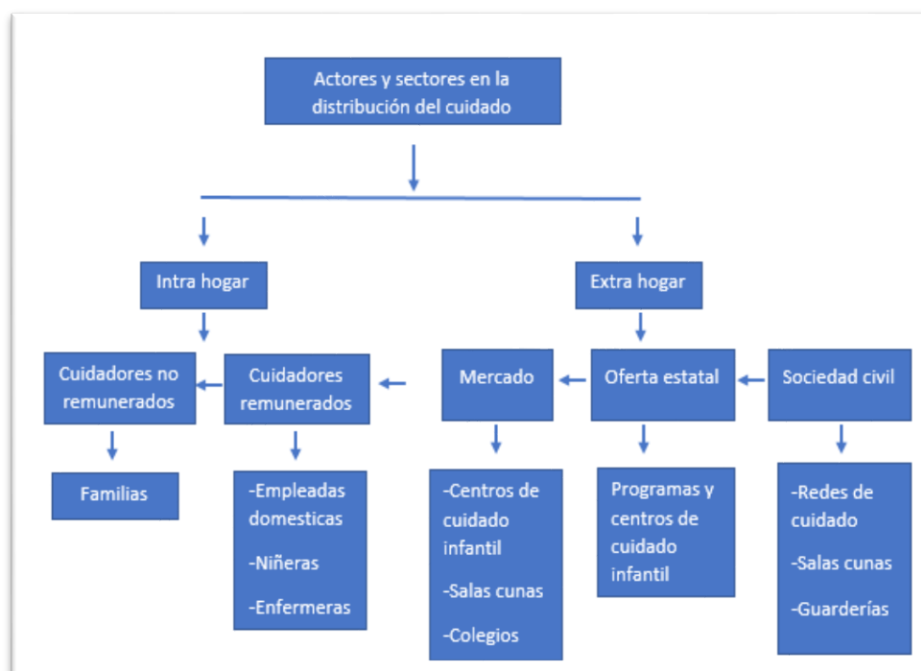 Actores y sectores en la
distribución del cuidado
Intra hogar
Extra hogar
Cuidadores no
remunerados
Cuidadores
remunerados
Mercado
Oferta estatal
Sociedad civil
Familias
-Empleadas
domesticas
-Niñeras
-Enfermeras
-Centros de
cuidado
infantil
-Salas cunas
-Colegios
Programas y
centros de
cuidado
infantil
-Redes de
cuidado
-Salas cunas
-Guarderías